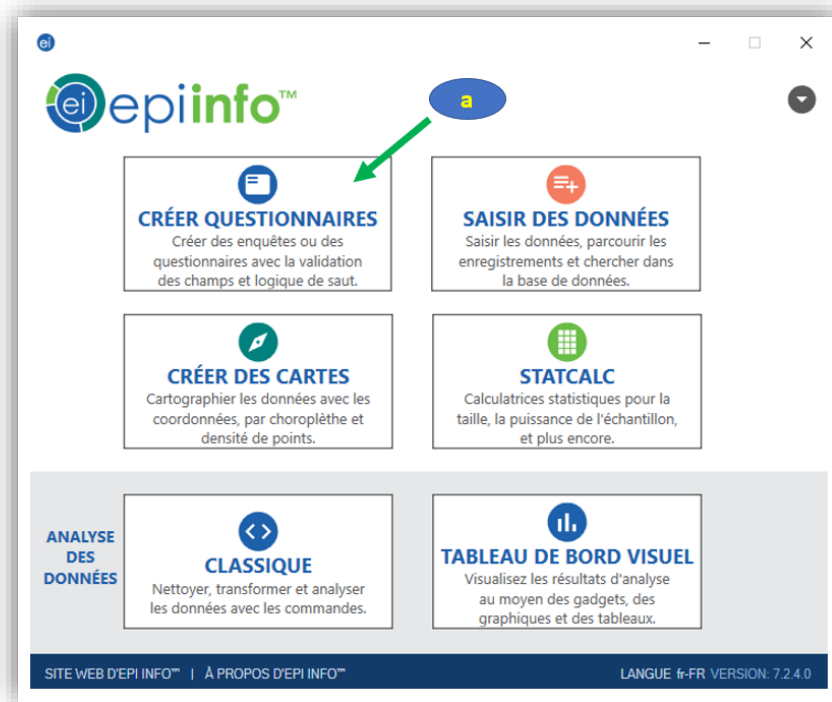 ei
ei epiinfo™
a
CRÉER QUESTIONNAIRES
Créer des enquêtes ou des
questionnaires avec la validation
des champs et logique de saut.
SAISIR DES DONNÉES
Saisir les données, parcourir les
enregistrements et chercher dans
la base de données.
CRÉER DES CARTES
Cartographier les données avec les
coordonnées, par choroplèthe et
densité de points.
STATCALC
Calculatrices statistiques pour la
taille, la puissance de l'échantillon,
et plus encore.
ANALYSE
DES
DONNÉES
CLASSIQUE
Nettoyer, transformer et analyser
les données avec les commandes.
TABLEAU DE BORD VISUEL
Visualisez les résultats d'analyse
au moyen des gadgets, des
graphiques et des tableaux.
SITE WEB D'EPI INFO™ | À PROPOS D'EPI INFO™ LANGUE fr-FR VERSION: 7.2.4.0